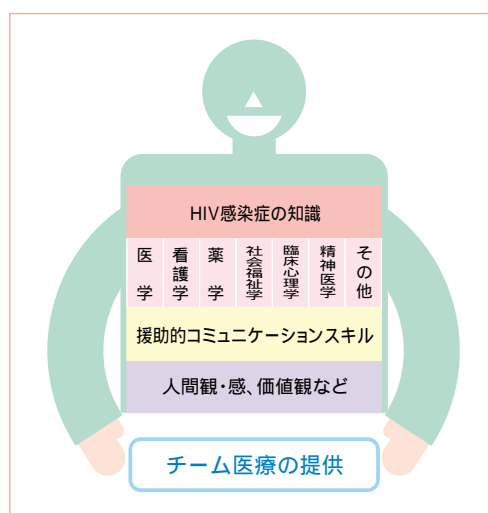 HIV感染症の知識
医学
看護学
薬学
社会福祉学
臨床心理学
精神医学
その他
援助的コミュニケーションスキル
人間観・感、価値観など
チーム医療の提供